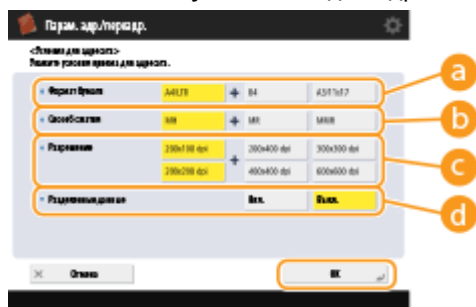 Парам. адр./переадр.
<Условия для адресата>
Укажите условия приема для адресата.
Формат бумаги A4/LTR + B4 A3/11x17
a
Способ сжатия MH + MR MMR
b
Разрешение 200x100 dpi + 200x400 dpi 300x300 dpi
200x200 dpi 400x400 dpi 600x600 dpi
c
Разделенные данные Вкл. Выкл.
d
Отмена OK